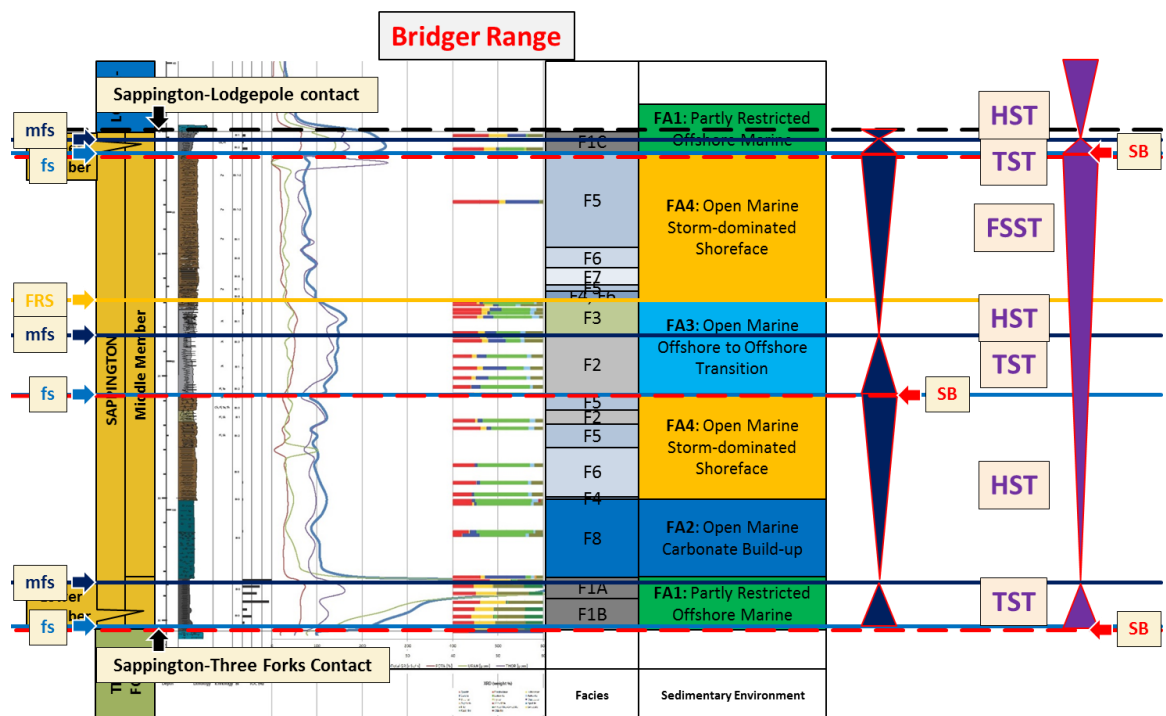 Bridger Range
Sappington-Lodgepole contact
mfs
fs
FRS
mfs
fs
mfs
fs
SAPPINGTON
Middle Member
Sappington-Three Forks Contact
F1C
F5
F6
F7
F5
F3
F2
F5
F2
F5
F6
F4
F8
F1A
F1B
Facies
FA1: Partly Restricted
Offshore Marine
FA4: Open Marine
Storm-dominated
Shoreface
FA3: Open Marine
Offshore to Offshore
Transition
FA4: Open Marine
Storm-dominated
Shoreface
FA2: Open Marine
Carbonate Build-up
FA1: Partly Restricted
Offshore Marine
Sedimentary Environment
SB
HST
TST
FSST
HST
TST
HST
TST
SB
SB